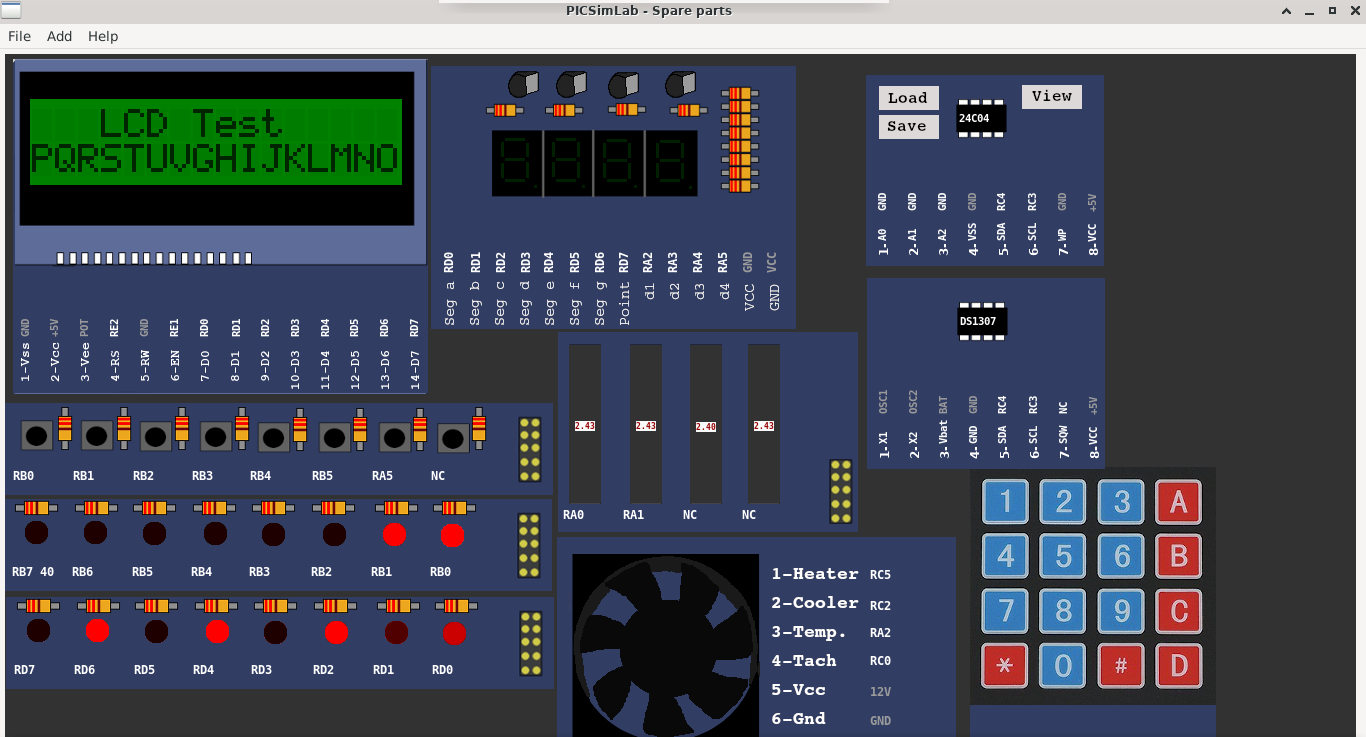 PICSimLab - Spare parts
File Add Help
LCD Test
PQRSTUVGHIJKLMNO
1-Vss GND
2-Vcc +5V
3-Vee POT
4-RS RE2
5-RW GND
6-EN RE1
7-D0 RD0
8-D1 RD1
9-D2 RD2
10-D3 RD3
11-D4 RD4
12-D5 RD5
13-D6 RD6
14-D7 RD7
Seg a RD0
Seg b RD1
Seg c RD2
Seg d RD3
Seg e RD4
Seg f RD5
Seg g RD6
Point RD7
d1 RA2
d2 RA3
d3 RA4
d4 RA5
VCC GND
GND VCC
Load
Save
24C04
View
1-A0 GND
2-A1 GND
3-A2 GND
4-VSS GND
5-SDA RC4
6-SCL RC3
7-WP GND
8-VCC +5V
DS1307
1-X1 OSC1
2-X2 OSC2
3-Vbat BAT
4-GND GND
5-SDA RC4
6-SCL RC3
7-SQW NC
8-VCC +5V
RB0 RB1 RB2 RB3 RB4 RB5 RA5 NC
RB7 40 RB6 RB5 RB4 RB3 RB2 RB1 RB0
RD7 RD6 RD5 RD4 RD3 RD2 RD1 RD0
2.43 2.43 2.40 2.43
RA0 RA1 NC NC
1-Heater RC5
2-Cooler RC2
3-Temp. RA2
4-Tach RC0
5-Vcc 12V
6-Gnd GND
1 2 3 A
4 5 6 B
7 8 9 C
* 0 # D